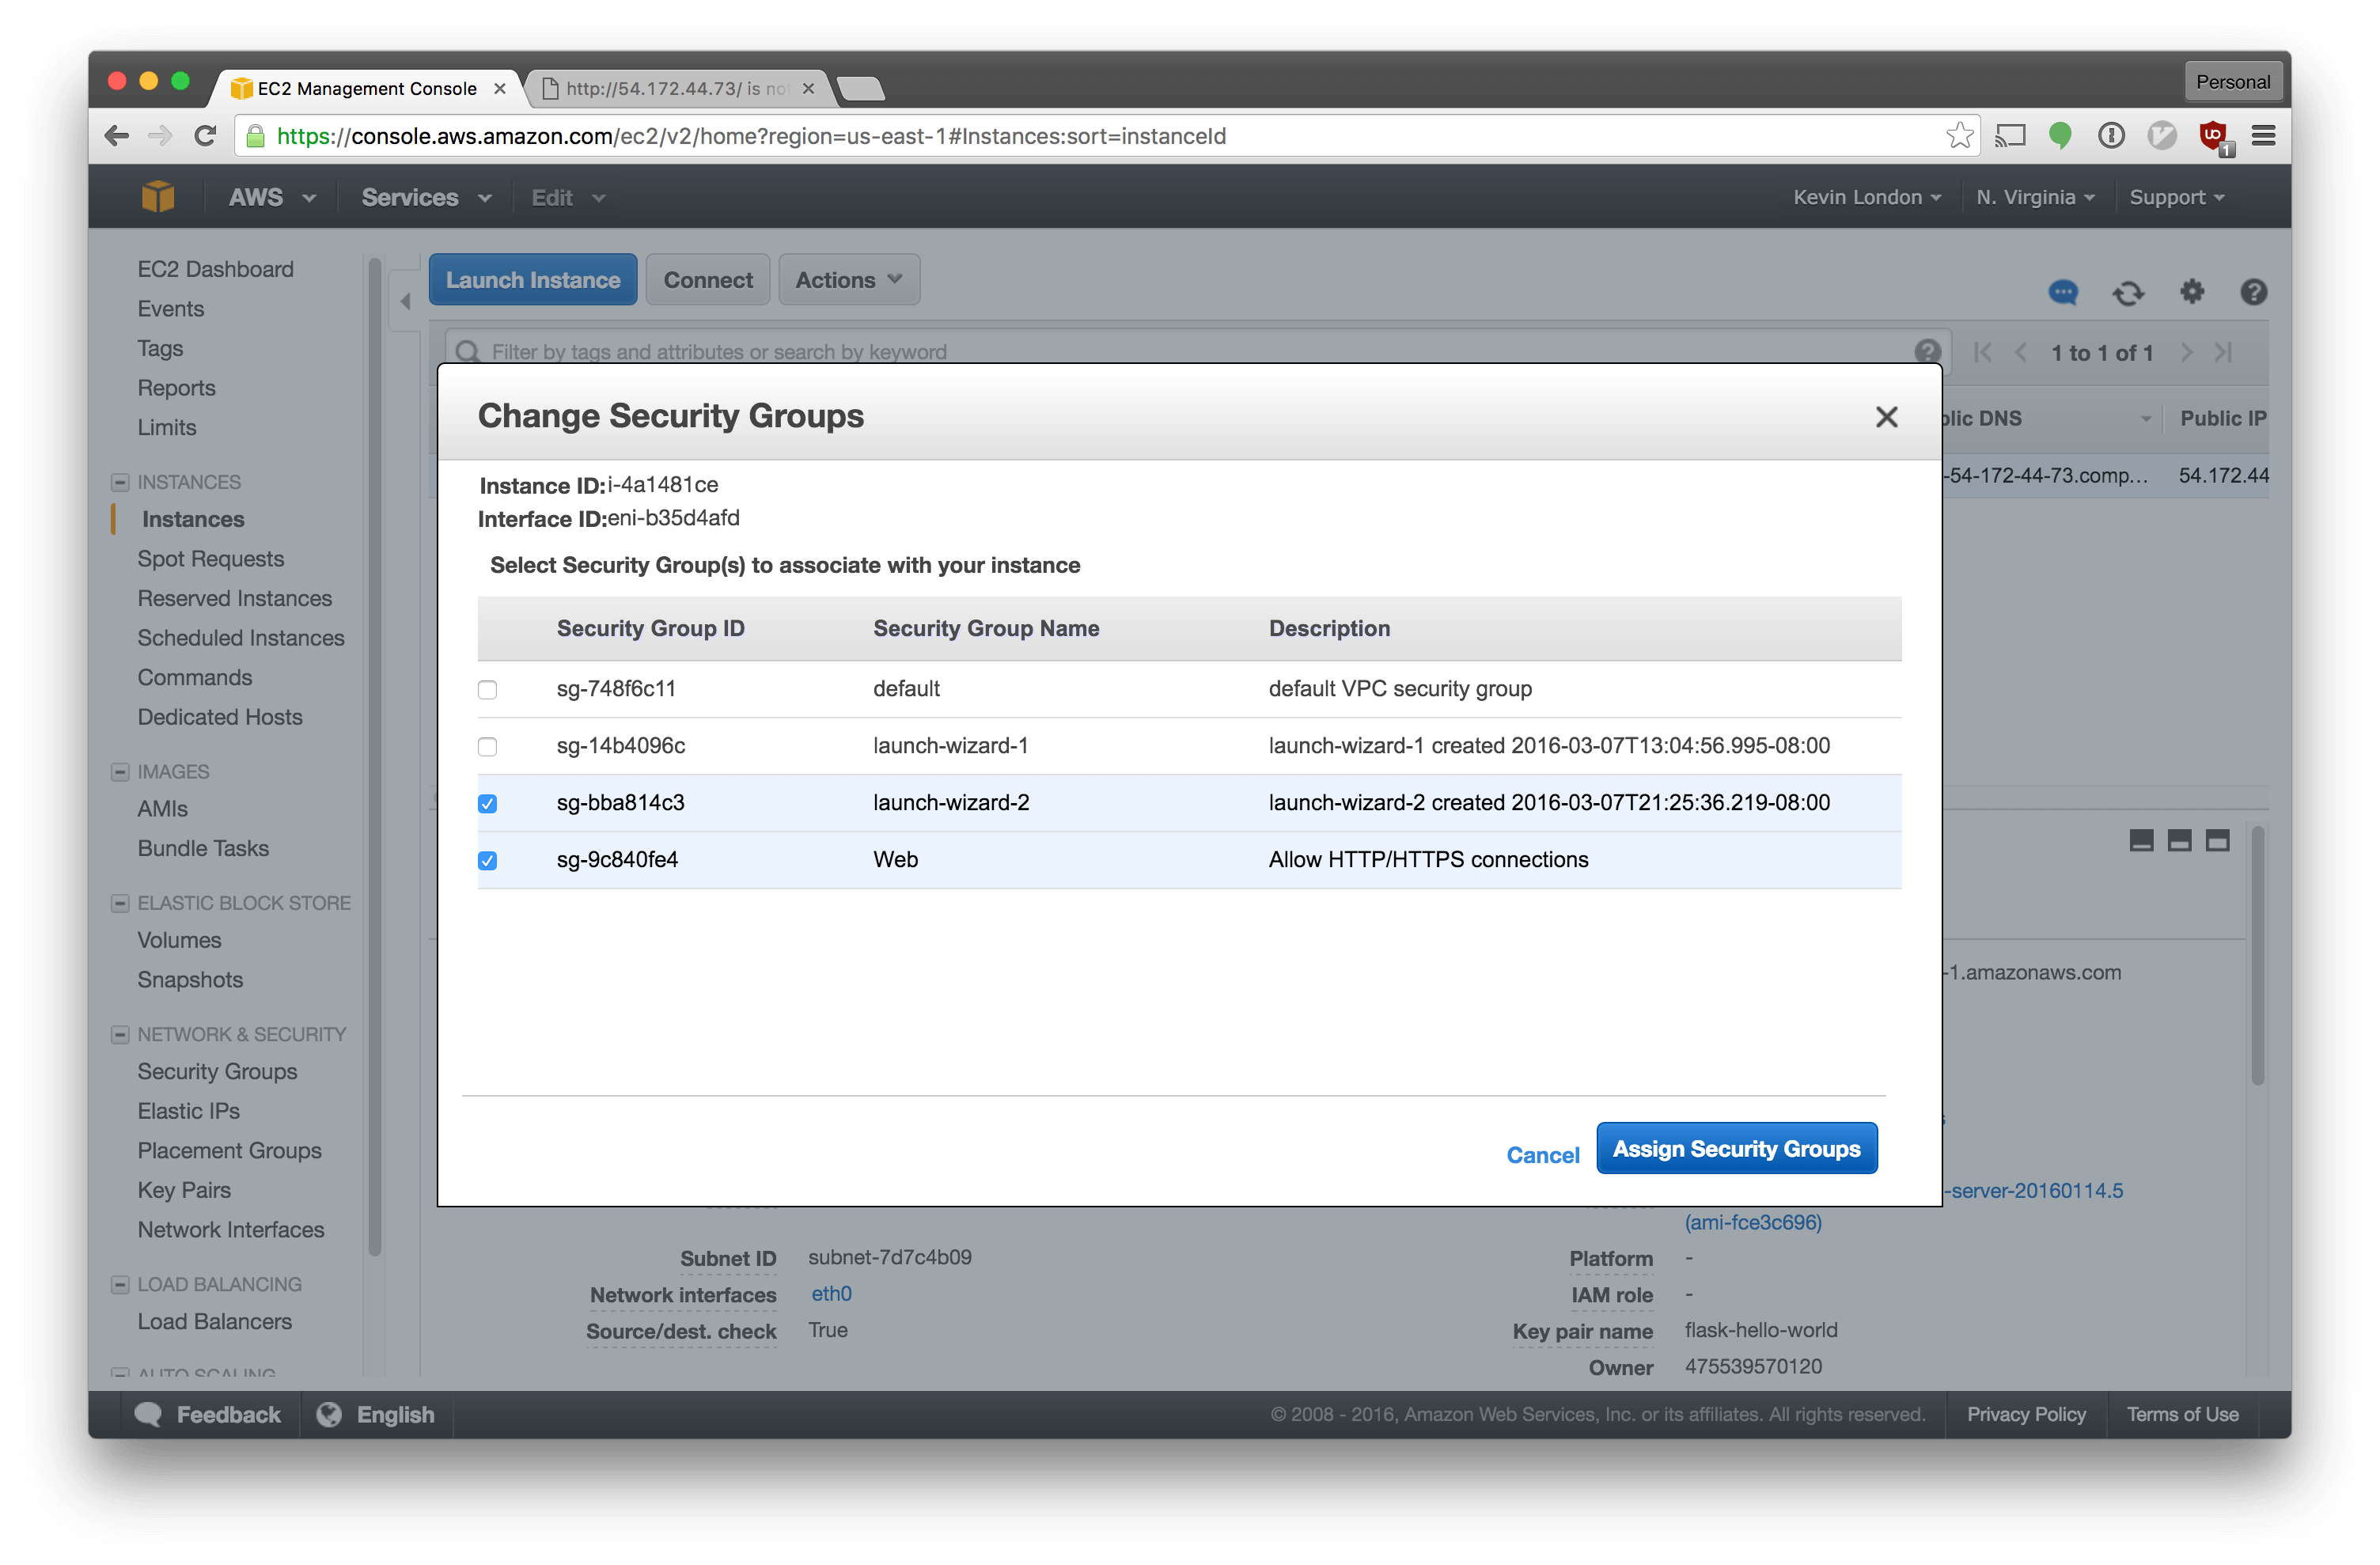 EC2 Management Console
http://54.172.44.73/ is not
Personal
https://console.aws.amazon.com/ec2/v2/home?region=us-east-1#Instances:sort=instanceId
1
AWS Services Edit Kevin London N. Virginia Support
EC2 Dashboard
Events
Tags
Reports
Limits
INSTANCES
Instances
Spot Requests
Reserved Instances
Scheduled Instances
Commands
Dedicated Hosts
IMAGES
AMIs
Bundle Tasks
ELASTIC BLOCK STORE
Volumes
Snapshots
NETWORK & SECURITY
Security Groups
Elastic IPs
Placement Groups
Key Pairs
Network Interfaces
LOAD BALANCING
Load Balancers
AUTO SCALING
Launch Instance Connect Actions
Filter by tags and attributes or search by keyword
1 to 1 of 1
blic DNS Public IP
-54-172-44-73.comp... 54.172.44
Change Security Groups
Instance ID:i-4a1481ce
Interface ID:eni-b35d4afd
Select Security Group(s) to associate with your instance
Security Group ID Security Group Name Description
sg-748f6c11 default default VPC security group
sg-14b4096c launch-wizard-1 launch-wizard-1 created 2016-03-07T13:04:56.995-08:00
sg-bba814c3 launch-wizard-2 launch-wizard-2 created 2016-03-07T21:25:36.219-08:00
sg-9c840fe4 Web Allow HTTP/HTTPS connections
Cancel Assign Security Groups
-1.amazonaws.com
-server-20160114.5
(ami-fce3c696)
Subnet ID subnet-7d7c4b09
Network interfaces eth0
Source/dest. check True
Platform -
IAM role -
Key pair name flask-hello-world
Owner 475539570120
Feedback English
© 2008 - 2016, Amazon Web Services, Inc. or its affiliates. All rights reserved. Privacy Policy Terms of Use